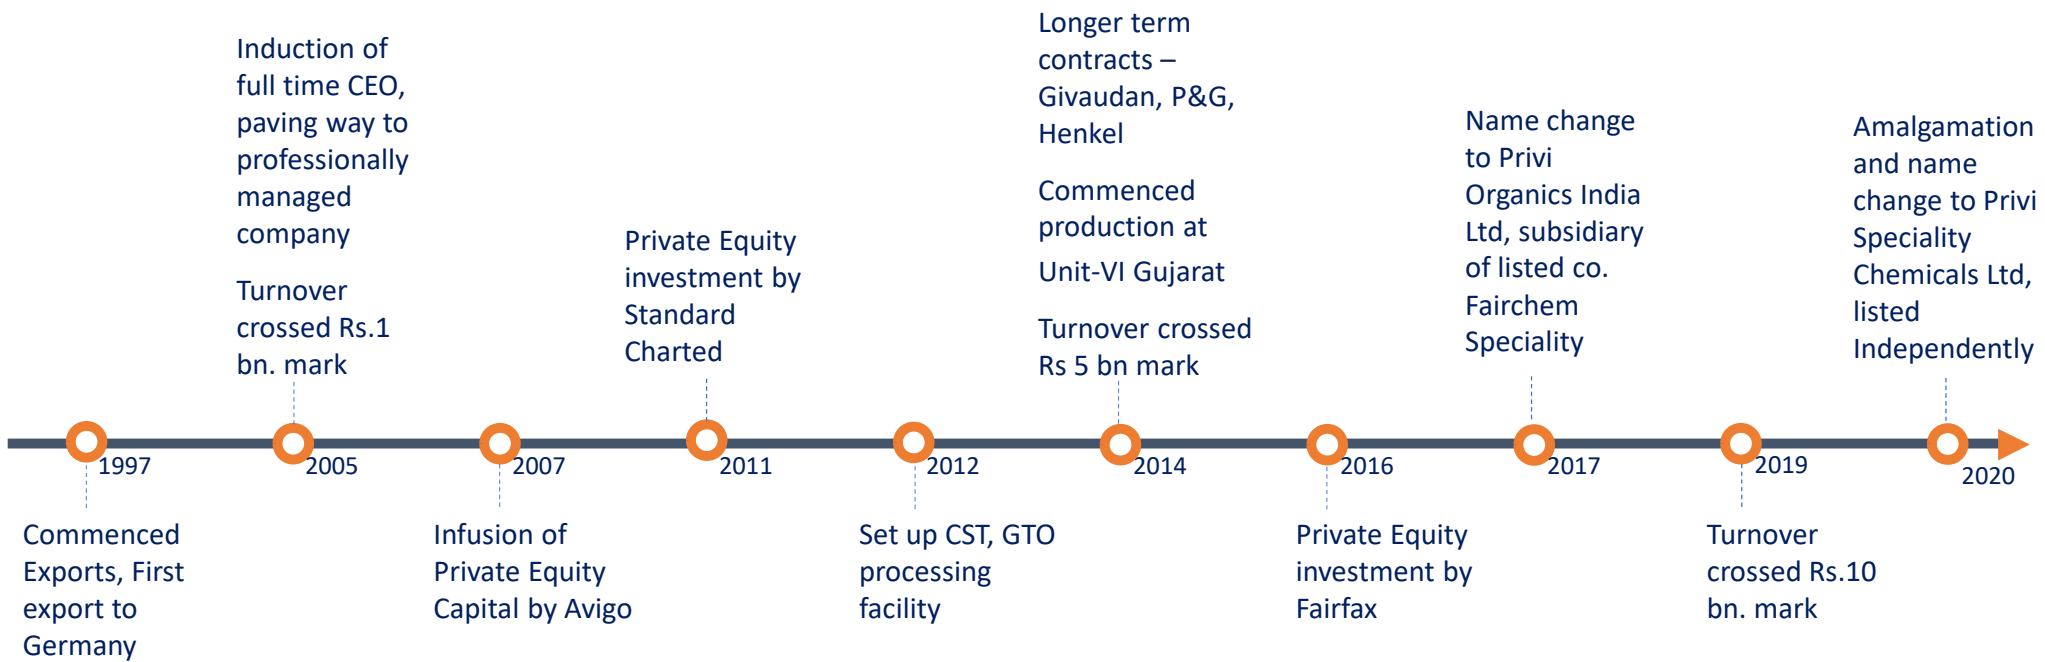 Induction of
full time CEO,
paving way to
professionally
managed
company
Turnover
crossed Rs.1
bn. mark
Private Equity
investment by
Standard
Charted
Longer term
contracts –
Givaudan, P&G,
Henkel
Commenced
production at
Unit-VI Gujarat
Turnover crossed
Rs 5 bn mark
Name change
to Privi
Organics India
Ltd, subsidiary
of listed co.
Fairchem
Speciality
Amalgamation
and name
change to Privi
Speciality
Chemicals Ltd,
listed
Independently
1997
2005
2007
2011
2012
2014
2016
2017
2019
2020
Commenced
Exports, First
export to
Germany
Infusion of
Private Equity
Capital by Avigo
Set up CST, GTO
processing
facility
Private Equity
investment by
Fairfax
Turnover
crossed Rs.10
bn. mark